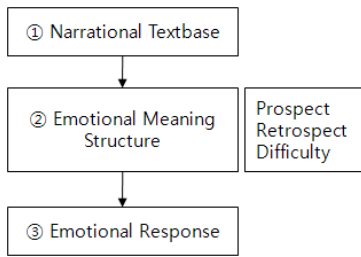 ① Narrational Textbase
② Emotional Meaning
Structure
Prospect
Retrospect
Difficulty
③ Emotional Response